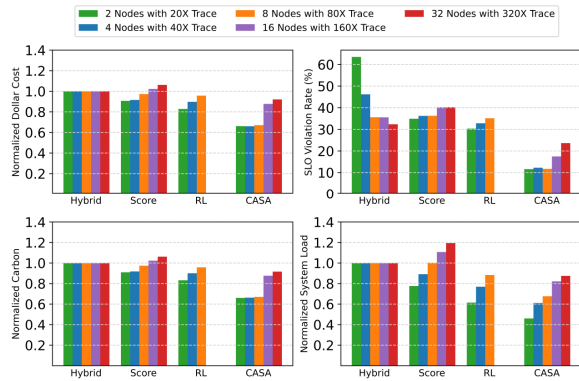 2 Nodes with 20X Trace
8 Nodes with 80X Trace
32 Nodes with 320X Trace
4 Nodes with 40X Trace
16 Nodes with 160X Trace
Normalized Dollar Cost
1.4
1.2
1.0
0.8
0.6
0.4
0.2
Hybrid Score RL CASA
SLO Violation Rate (%)
60
50
40
30
20
10
0
Hybrid Score RL CASA
Normalized Carbon
1.4
1.2
1.0
0.8
0.6
0.4
0.2
Hybrid Score RL CASA
Normalized System Load
1.4
1.2
1.0
0.8
0.6
0.4
0.2
Hybrid Score RL CASA